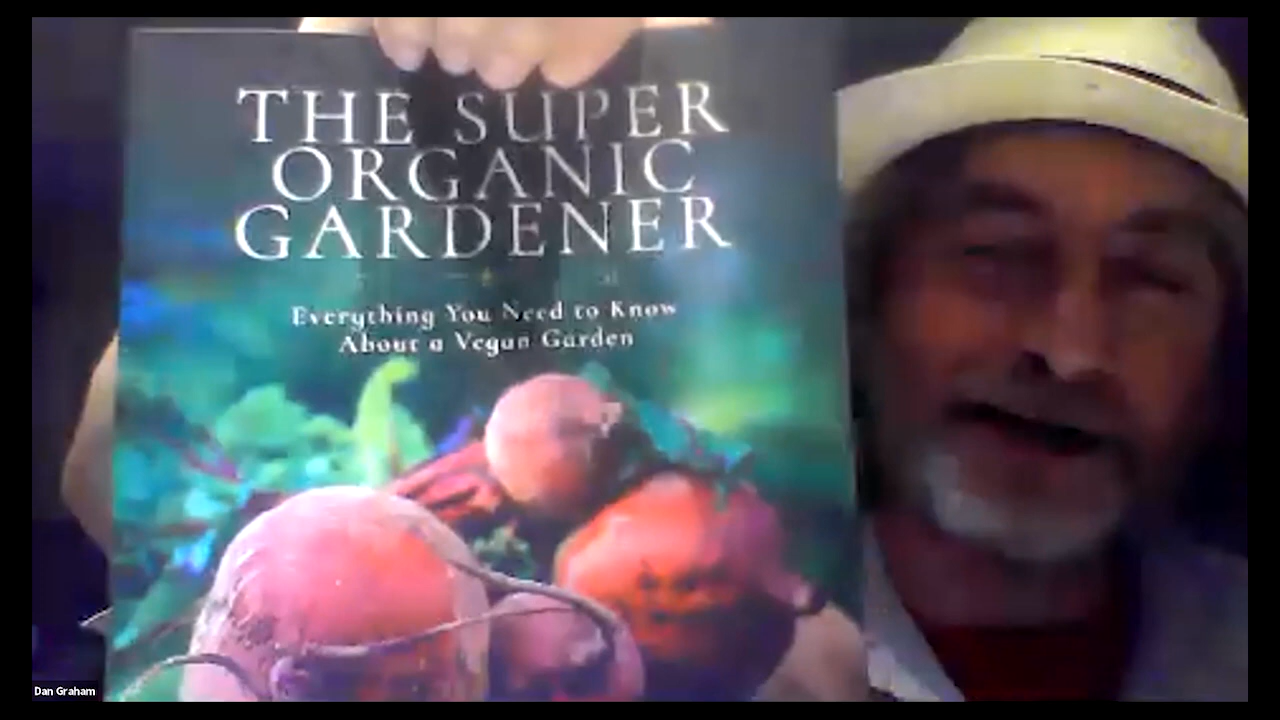 THE SUPER
ORGANIC
GARDENER
Everything You Need to Know
About a Vegan Garden
Dan Graham